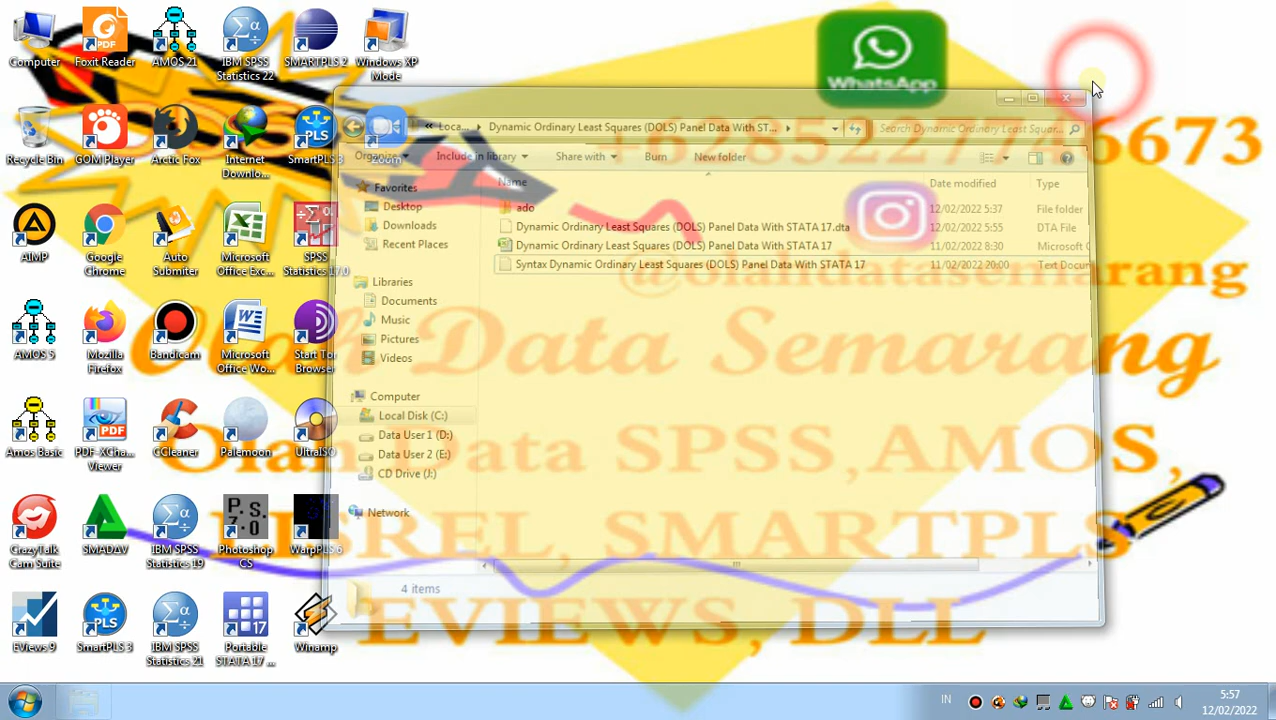 Computer
Foxit Reader
AMOS 21
IBM SPSS
Statistics 22
SMARTPLS 2
Windows XP
Mode
WhatsApp
Recycle Bin
GOM Player
Arctic Fox
Internet
Downlo...
SmartPLS 3
Zoom
« Loca... ▸ Dynamic Ordinary Least Squares (DOLS) Panel Data With ST... ▸
Search Dynamic Ordinary Least Squar...
Include in library
Share with
Burn
New folder
Name
Date modified
Type
Favorites
Desktop
Downloads
Recent Places
Libraries
Documents
Music
Pictures
Videos
Computer
Local Disk (C:)
Data User 1 (D:)
Data User 2 (E:)
CD Drive (J:)
Network
ado
12/02/2022 5:37
File folder
Dynamic Ordinary Least Squares (DOLS) Panel Data With STATA 17.dta
12/02/2022 5:55
DTA File
Dynamic Ordinary Least Squares (DOLS) Panel Data With STATA 17
11/02/2022 8:30
Microsoft
Syntax Dynamic Ordinary Least Squares (DOLS) Panel Data With STATA 17
11/02/2022 20:00
Text Docum
4 items
@olahdatasemarang
Olah Data Semarang
Olah Data SPSS, AMOS,
LISREL, SMARTPLS
EVIEWS, DLL
AIMP
Google
Chrome
Auto
Submiter
Microsoft
Office Exc...
SPSS
Statistics 17.0
AMOS 5
Mozilla
Firefox
Bandicam
Microsoft
Office Wo...
Start Tor
Browser
Amos Basic
PDF-XCha...
Viewer
CCleaner
Palemoon
UltraISO
CrazyTalk
Cam Suite
SMADAV
IBM SPSS
Statistics 19
Photoshop
CS
WarpPLS 6
EViews 9
SmartPLS 3
IBM SPSS
Statistics 21
Portable
STATA 17 ...
Winamp
IN
5:57
12/02/2022